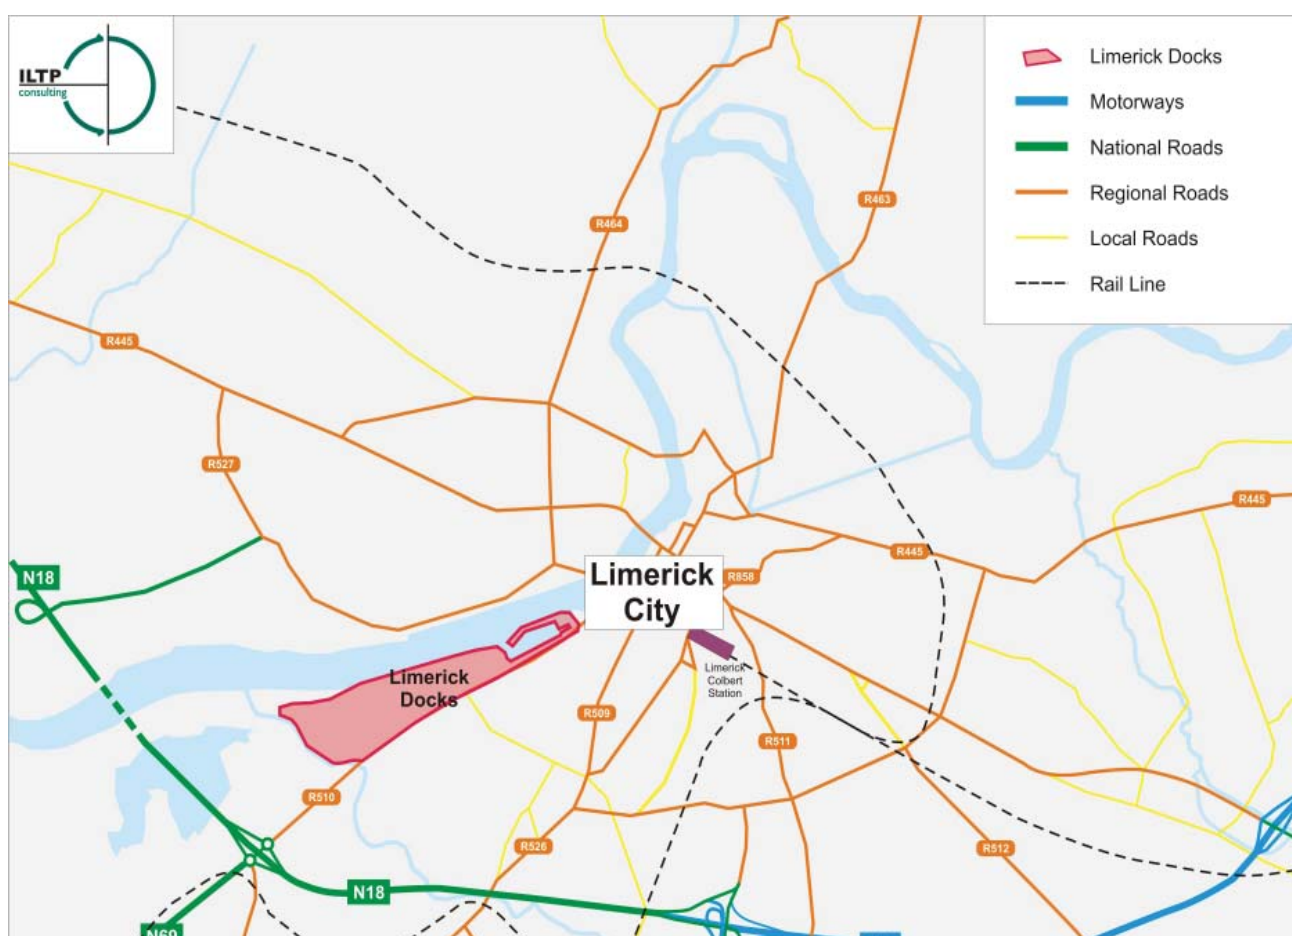 ILTP
consulting
Limerick Docks
Motorways
National Roads
Regional Roads
Local Roads
Rail Line
R463
R464
R445
R527
R445
R445
N18
Limerick
City
R858
Limerick
Docks
Limerick
Colbert
Station
R509
R511
R510
R526
R512
N18
N69